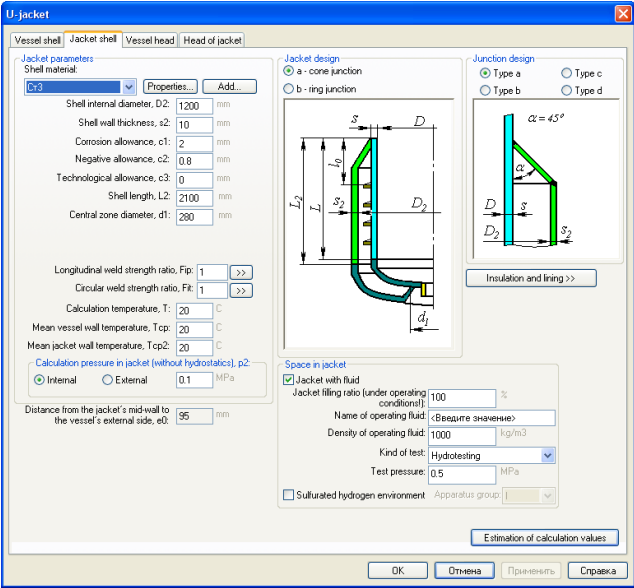 U-jacket
Vessel shell Jacket shell Vessel head Head of jacket
Jacket parameters
Shell material:
Ст3 Properties... Add...
Shell internal diameter, D2: 1200 mm
Shell wall thickness, s2: 10 mm
Corrosion allowance, c1: 2 mm
Negative allowance, c2: 0.8 mm
Technological allowance, c3: 0 mm
Shell length, L2: 2100 mm
Central zone diameter, d1: 280 mm
Longitudinal weld strength ratio, Fip: 1 >>
Circular weld strength ratio, Fit: 1 >>
Calculation temperature, T: 20 C
Mean vessel wall temperature, Tcp: 20 C
Mean jacket wall temperature, Tcp2: 20 C
Calculation pressure in jacket (without hydrostatics), p2:
Internal External 0.1 MPa
Distance from the jacket's mid-wall to
the vessel's external side, e0: 95 mm
Jacket design
a - cone junction
b - ring junction
s D
l0
L2 L s2 D2
d1
Junction design
Type a Type c
Type b Type d
α = 45°
α
D s
D2 s2
Insulation and lining >>
Space in jacket
Jacket with fluid
Jacket filling ratio (under operating
conditions!): 100 %
Name of operating fluid: <Введите значение>
Density of operating fluid: 1000 kg/m3
Kind of test: Hydrotesting
Test pressure: 0.5 MPa
Sulfurated hydrogen environment Apparatus group: I
Estimation of calculation values
OK Отмена Применить Справка